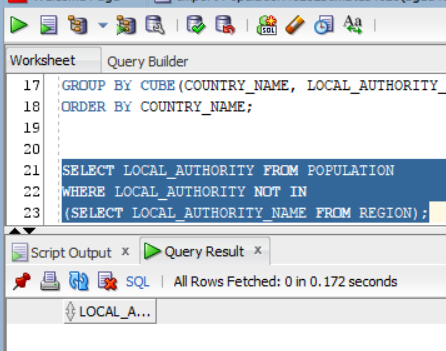 Worksheet Query Builder
17 GROUP BY CUBE(COUNTRY_NAME, LOCAL_AUTHORITY_
18 ORDER BY COUNTRY_NAME;
19
20
21 SELECT LOCAL_AUTHORITY FROM POPULATION
22 WHERE LOCAL_AUTHORITY NOT IN
23 (SELECT LOCAL_AUTHORITY_NAME FROM REGION);
Script Output x Query Result x
SQL | All Rows Fetched: 0 in 0.172 seconds
LOCAL_A...